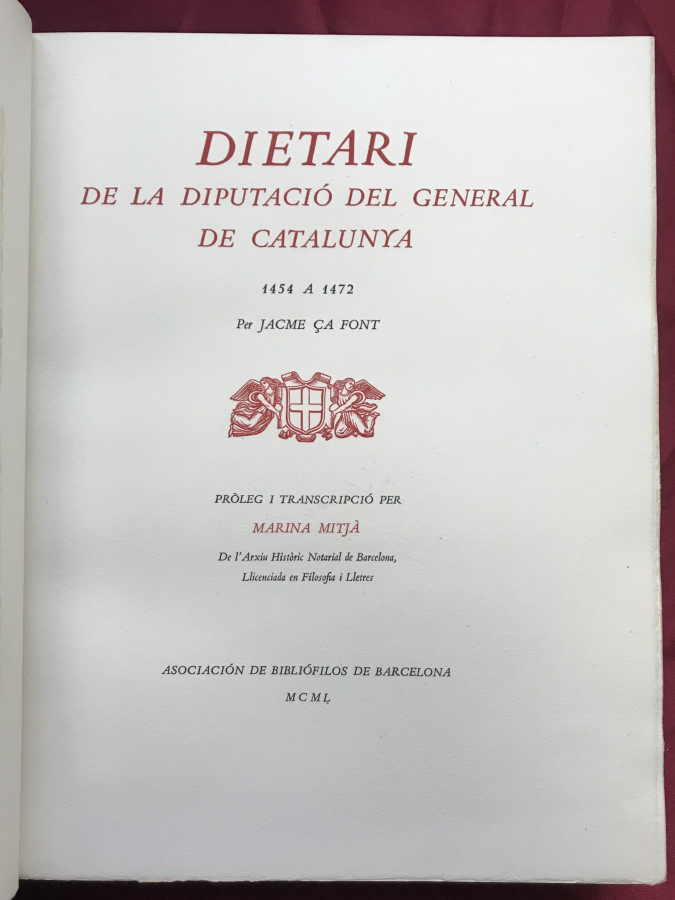 DIETARI
DE LA DIPUTACIÓ DEL GENERAL
DE CATALUNYA
1454 A 1472
Per JACME ÇA FONT
PRÒLEG I TRANSCRIPCIÓ PER
MARINA MITJÀ
De l'Arxiu Històric Notarial de Barcelona,
Llicenciada en Filosofia i Lletres
ASOCIACIÓN DE BIBLIÓFILOS DE BARCELONA
MCML